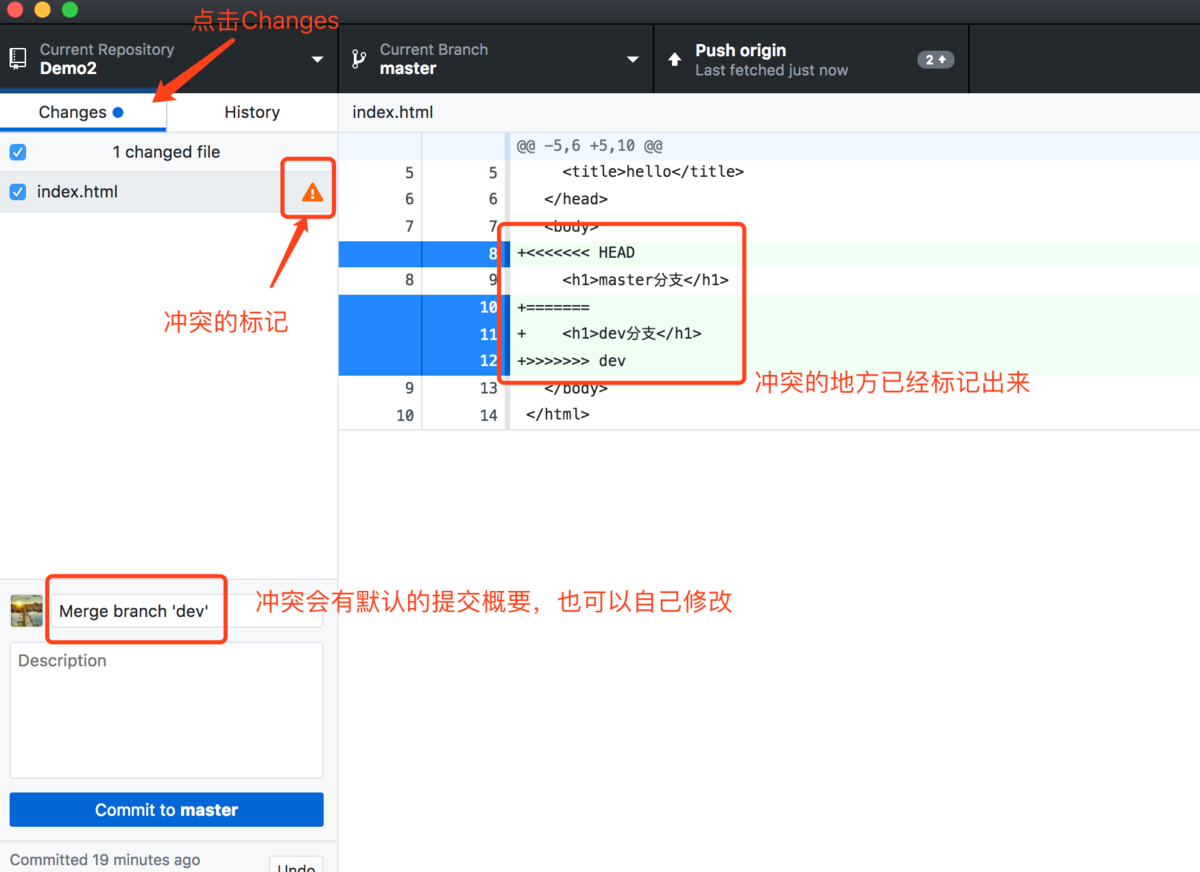 点击Changes
Current Repository
Demo2
Current Branch
master
Push origin
Last fetched just now
2
Changes
History
index.html
1 changed file
index.html
冲突的标记
@@ -5,6 +5,10 @@
5 5 <title>hello</title>
6 6 </head>
7 7 <body>
8 +<<<<<<< HEAD
8 9 <h1>master分支</h1>
10 +=======
11 + <h1>dev分支</h1>
12 +>>>>>>> dev
9 13 </body>
10 14 </html>
冲突的地方已经标记出来
Merge branch 'dev'
冲突会有默认的提交概要，也可以自己修改
Description
Commit to master
Committed 19 minutes ago
Undo